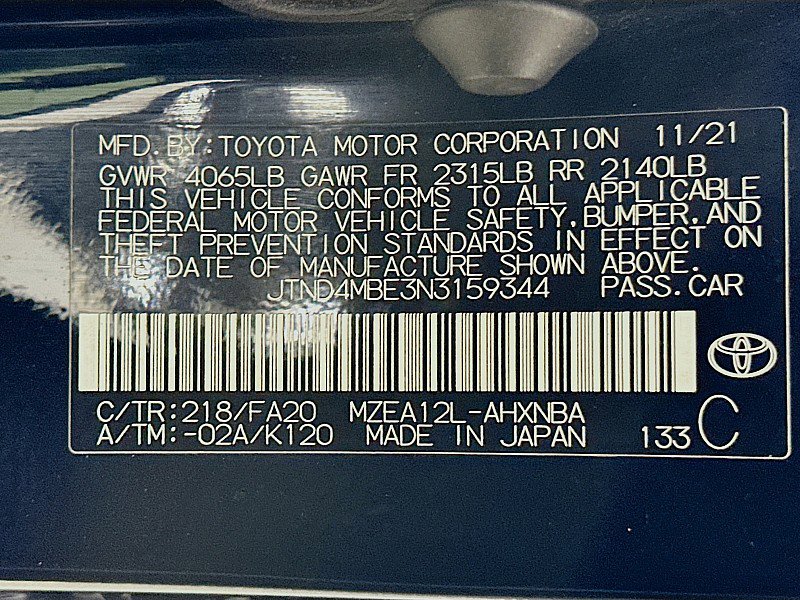 MFD. BY: TOYOTA MOTOR CORPORATION 11/21
GVWR 4065LB GAWR FR 2315LB RR 2140LB
THIS VEHICLE CONFORMS TO ALL APPLICABLE
FEDERAL MOTOR VEHICLE SAFETY, BUMPER, AND
THEFT PREVENTION STANDARDS IN EFFECT ON
THE DATE OF MANUFACTURE SHOWN ABOVE.
JTND4MBE3N3159344 PASS.CAR
C/TR:218/FA20 MZEA12L-AHXNBA
A/TM:-02A/K120 MADE IN JAPAN 133 C